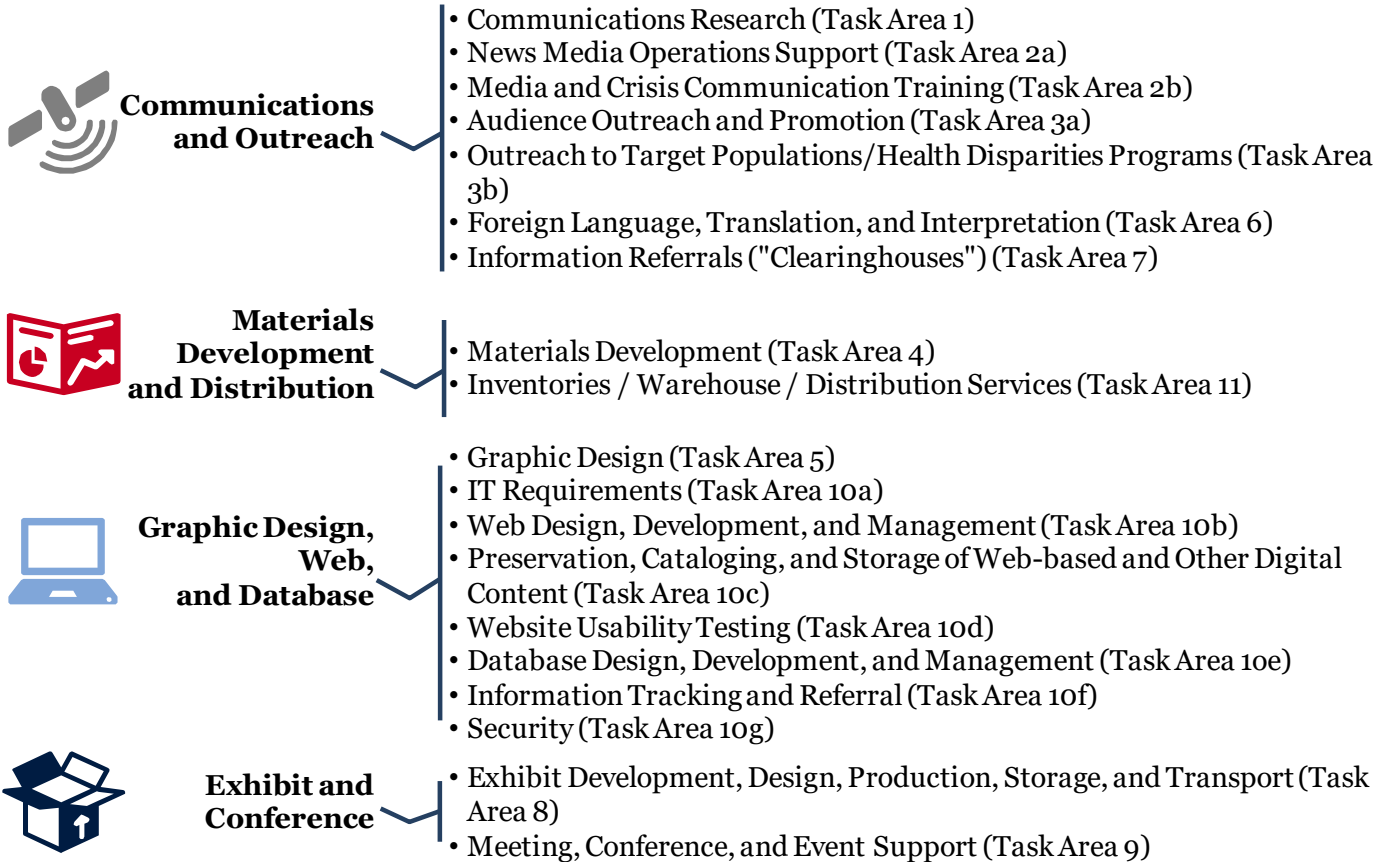 Communications
and Outreach
• Communications Research (Task Area 1)
• News Media Operations Support (Task Area 2a)
• Media and Crisis Communication Training (Task Area 2b)
• Audience Outreach and Promotion (Task Area 3a)
• Outreach to Target Populations/Health Disparities Programs (Task Area
3b)
• Foreign Language, Translation, and Interpretation (Task Area 6)
• Information Referrals ("Clearinghouses") (Task Area 7)
Materials
Development
and Distribution
• Materials Development (Task Area 4)
• Inventories / Warehouse / Distribution Services (Task Area 11)
Graphic Design,
Web,
and Database
• Graphic Design (Task Area 5)
• IT Requirements (Task Area 10a)
• Web Design, Development, and Management (Task Area 10b)
• Preservation, Cataloging, and Storage of Web-based and Other Digital
Content (Task Area 10c)
• Website Usability Testing (Task Area 10d)
• Database Design, Development, and Management (Task Area 10e)
• Information Tracking and Referral (Task Area 10f)
• Security (Task Area 10g)
Exhibit and
Conference
• Exhibit Development, Design, Production, Storage, and Transport (Task
Area 8)
• Meeting, Conference, and Event Support (Task Area 9)